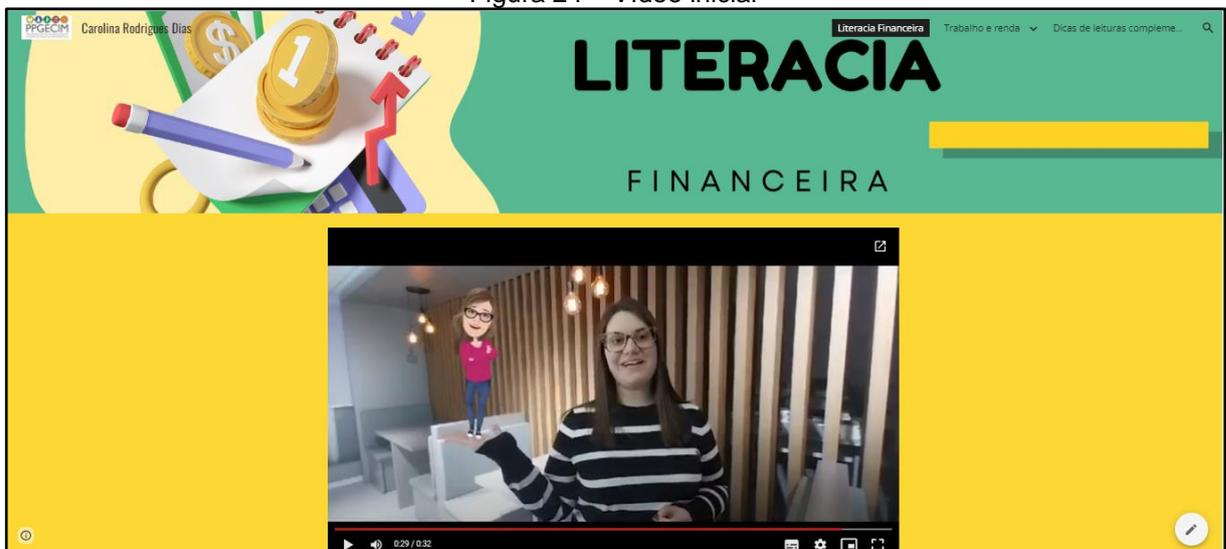 Figura 24 – Vídeo inicial
PPGECIM
Carolina Rodrigues Dias
Literacia Financeira
Trabalho e renda
Dicas de leituras compleme...
$
1
LITERACIA
FINANCEIRA
0:29 / 0:32